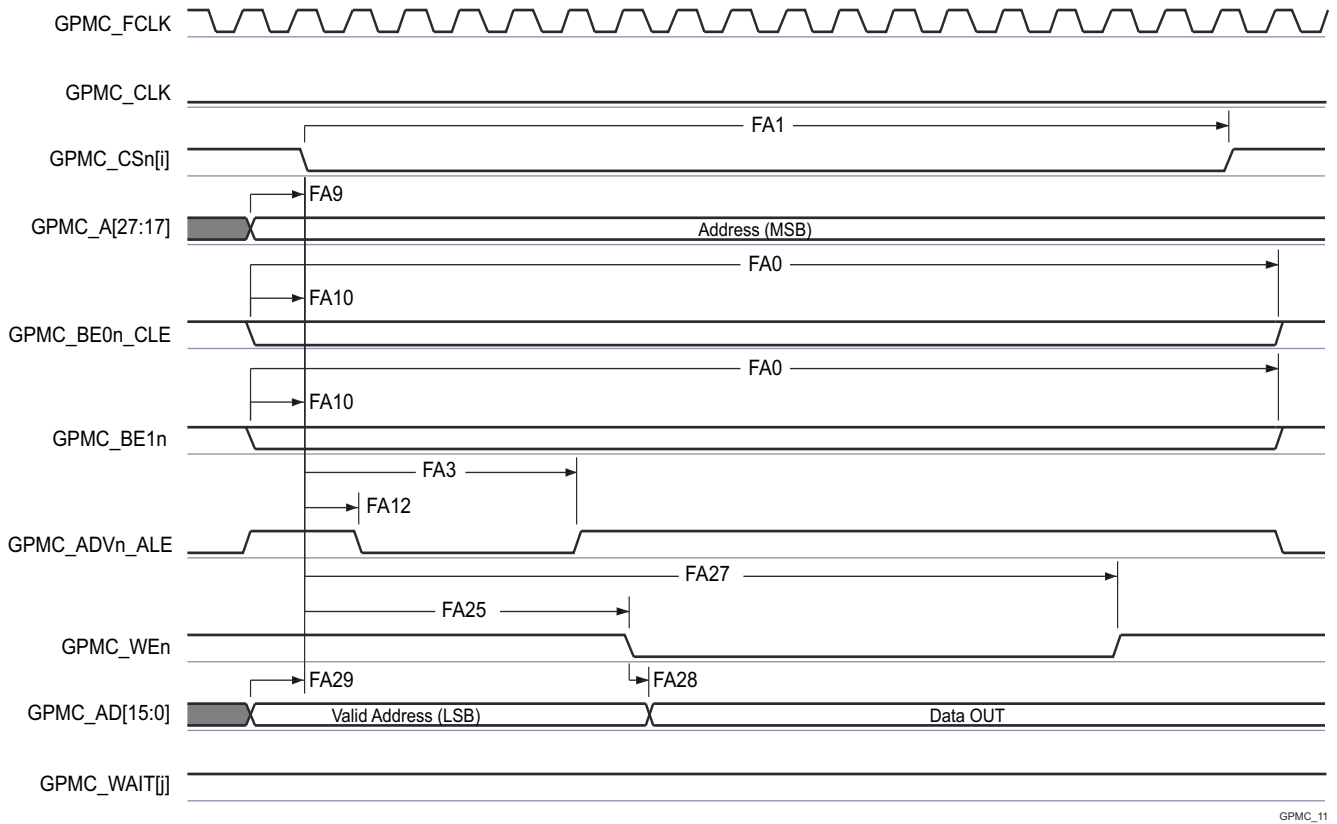 GPMC_FCLK
GPMC_CLK
FA1
GPMC_CSn[i]
FA9
GPMC_A[27:17]
Address (MSB)
FA0
FA10
GPMC_BE0n_CLE
FA0
FA10
GPMC_BE1n
FA3
FA12
GPMC_ADVn_ALE
FA27
FA25
GPMC_WEn
FA29
FA28
GPMC_AD[15:0]
Valid Address (LSB)
Data OUT
GPMC_WAIT[j]
GPMC_11